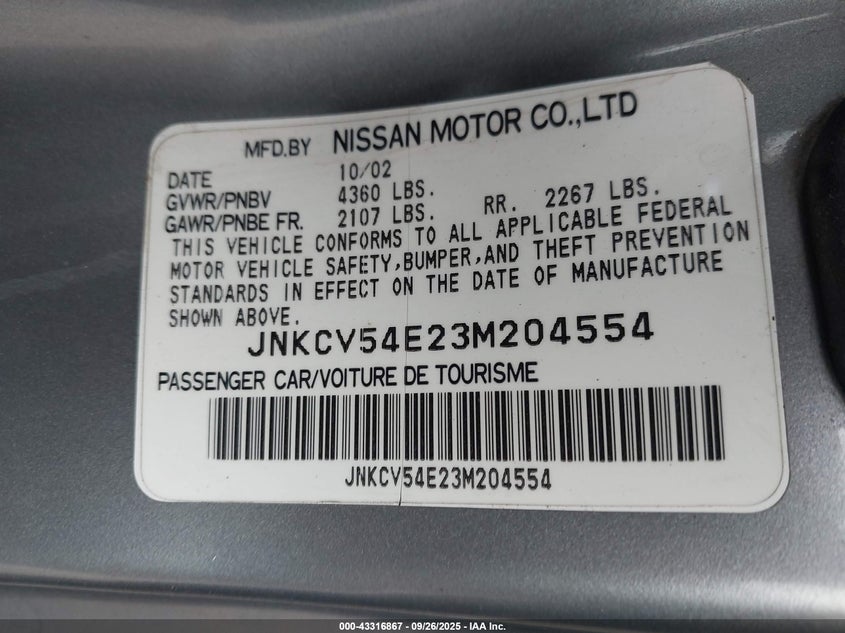 MFD.BY NISSAN MOTOR CO.,LTD
DATE 10/02
GVWR/PNBV 4360 LBS.
GAWR/PNBE FR. 2107 LBS. RR. 2267 LBS.
THIS VEHICLE CONFORMS TO ALL APPLICABLE FEDERAL
MOTOR VEHICLE SAFETY,BUMPER,AND THEFT PREVENTION
STANDARDS IN EFFECT ON THE DATE OF MANUFACTURE
SHOWN ABOVE.
JNKCV54E23M204554
PASSENGER CAR/VOITURE DE TOURISME
JNKCV54E23M204554
000-43316867 - 09/26/2025 - IAA Inc.